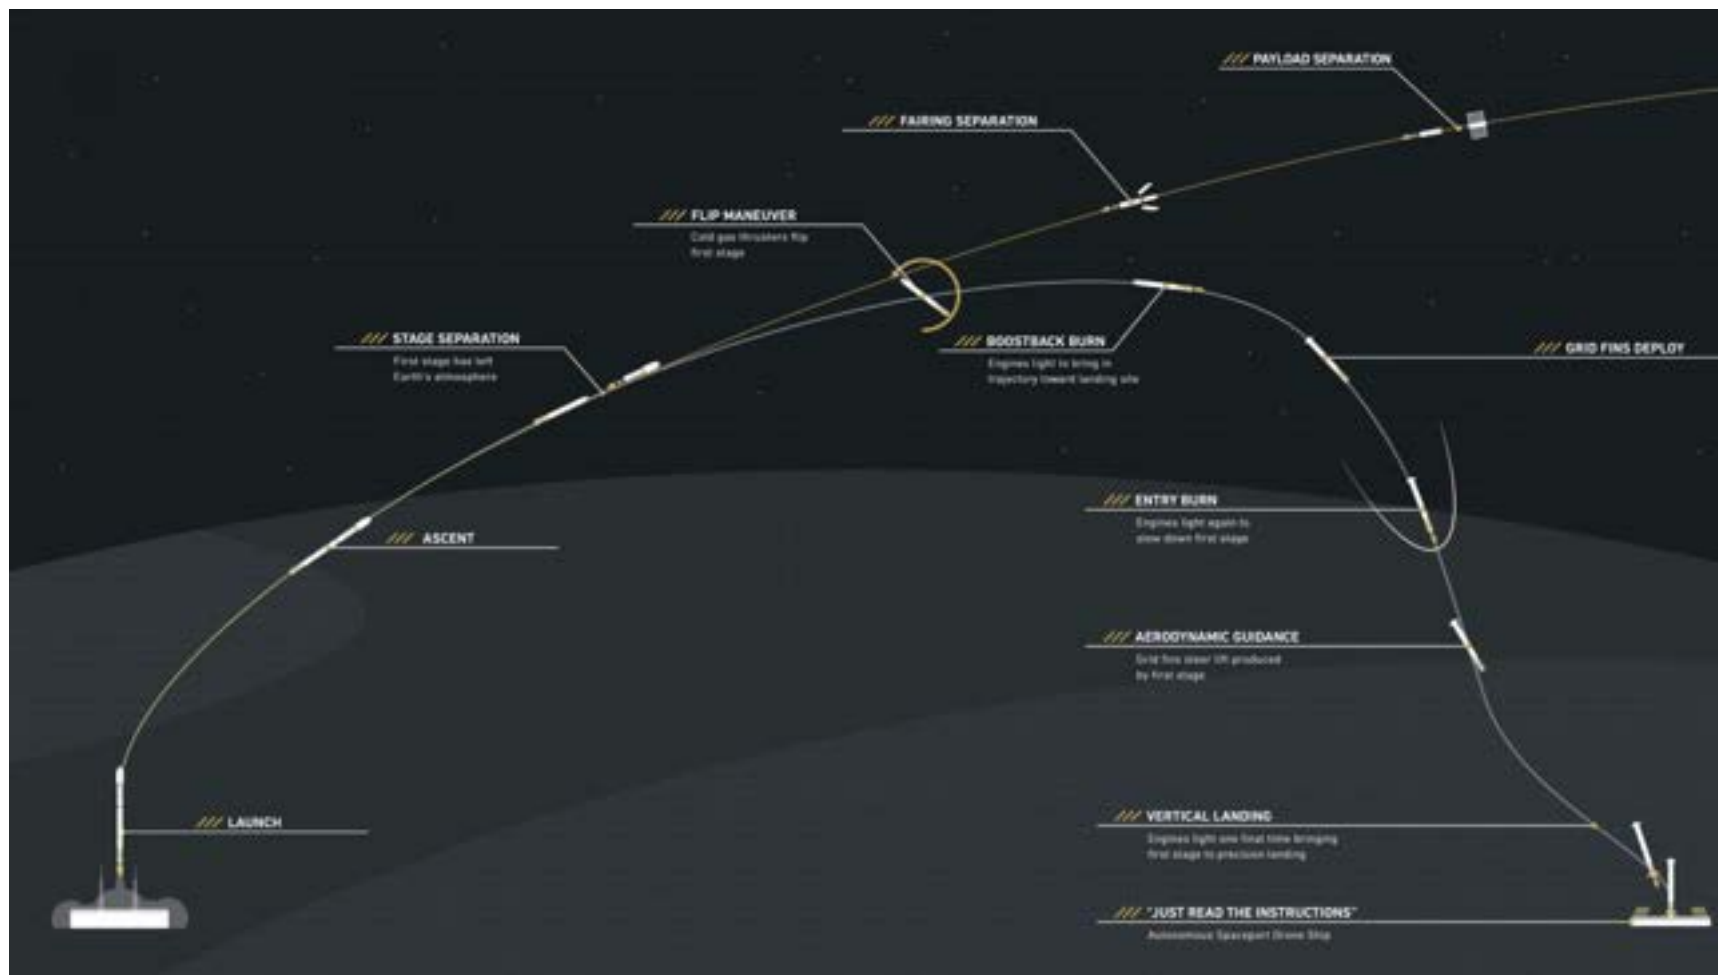 /// PAYLOAD SEPARATION
/// FAIRING SEPARATION
/// FLIP MANEUVER
Cold gas thrusters flip
first stage
/// STAGE SEPARATION
First stage has left
Earth's atmosphere
/// BOOSTBACK BURN
Engines light to bring in
trajectory toward landing site
/// GRID FINS DEPLOY
/// ENTRY BURN
Engines light again to
slow down first stage
/// ASCENT
/// AERODYNAMIC GUIDANCE
Grid fins steer lift produced
by first stage
/// LAUNCH
/// VERTICAL LANDING
Engines light one final time bringing
first stage to precision landing
/// "JUST READ THE INSTRUCTIONS"
Autonomous Spaceport Drone Ship